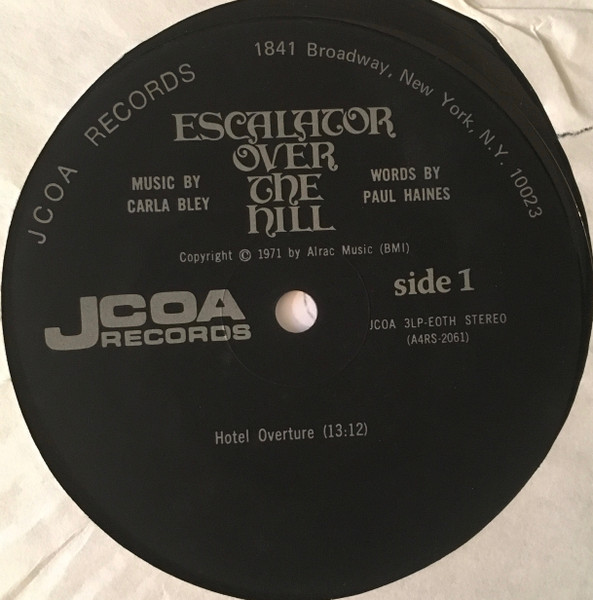 JCOA RECORDS
1841 Broadway, New York, N.Y. 10023
ESCALATOR
OVER
THE
HILL
MUSIC BY
CARLA BLEY
WORDS BY
PAUL HAINES
Copyright © 1971 by Alrac Music (BMI)
side 1
JCOA
RECORDS
JCOA 3LP-EOTH STEREO
(A4RS-2061)
Hotel Overture (13:12)